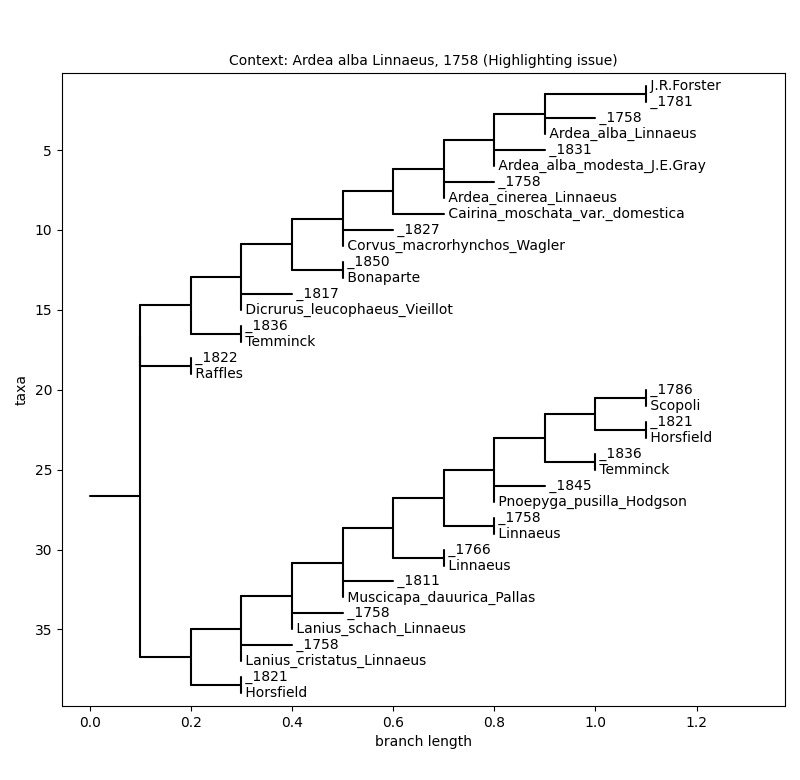 Context: Ardea alba Linnaeus, 1758 (Highlighting issue)
J.R.Forster
_1781
_1758
Ardea_alba_Linnaeus
_1831
Ardea_alba_modesta_J.E.Gray
_1758
Ardea_cinerea_Linnaeus
Cairina_moschata_var._domestica
_1827
Corvus_macrorhynchos_Wagler
_1850
Bonaparte
_1817
Dicrurus_leucophaeus_Vieillot
_1836
Temminck
_1822
Raffles
_1786
Scopoli
_1821
Horsfield
_1836
Temminck
_1845
Pnoepyga_pusilla_Hodgson
_1758
Linnaeus
_1766
Linnaeus
_1811
Muscicapa_dauurica_Pallas
_1758
Lanius_schach_Linnaeus
_1758
Lanius_cristatus_Linnaeus
_1821
Horsfield
5
10
15
20
25
30
35
taxa
0.0 0.2 0.4 0.6 0.8 1.0 1.2
branch length